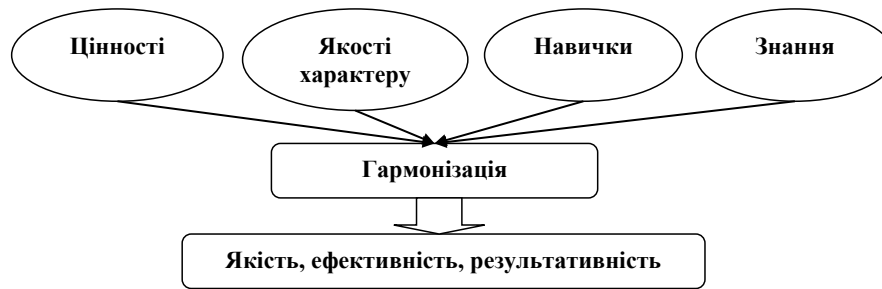 Цінності
Якості
характеру
Навички
Знання
Гармонізація
Якість, ефективність, результативність